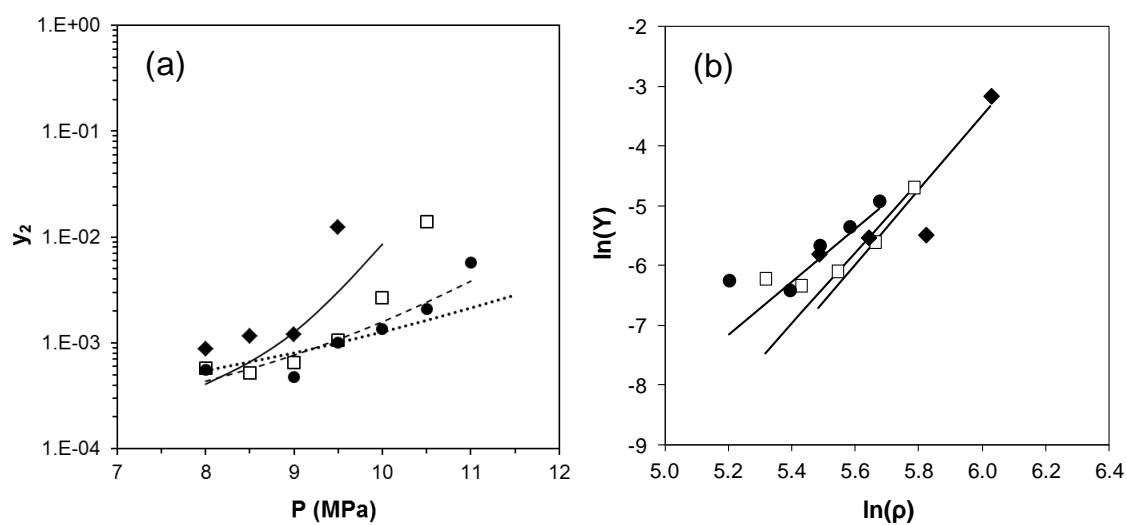 (a)
1.E+00
1.E-01
1.E-02
1.E-03
1.E-04
y₂
7 8 9 10 11 12
P (MPa)
(b)
-2
-3
-4
-5
-6
-7
-8
-9
ln(Y)
5.0 5.2 5.4 5.6 5.8 6.0 6.2 6.4
ln(ρ)